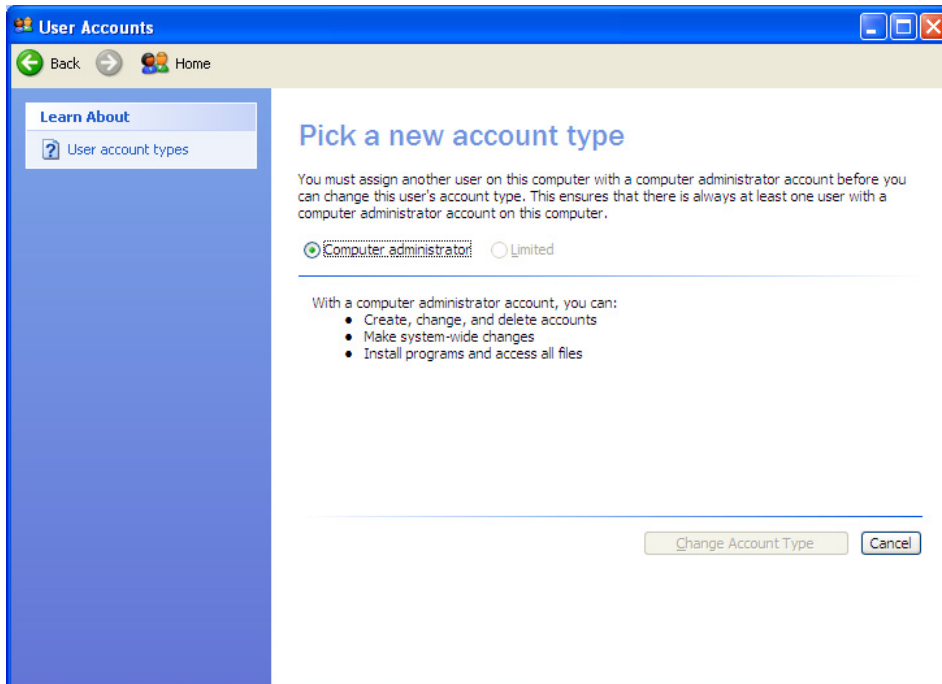 User Accounts
Back Home
Learn About
User account types
Pick a new account type
You must assign another user on this computer with a computer administrator account before you
can change this user's account type. This ensures that there is always at least one user with a
computer administrator account on this computer.
Computer administrator Limited
With a computer administrator account, you can:
• Create, change, and delete accounts
• Make system-wide changes
• Install programs and access all files
Change Account Type Cancel